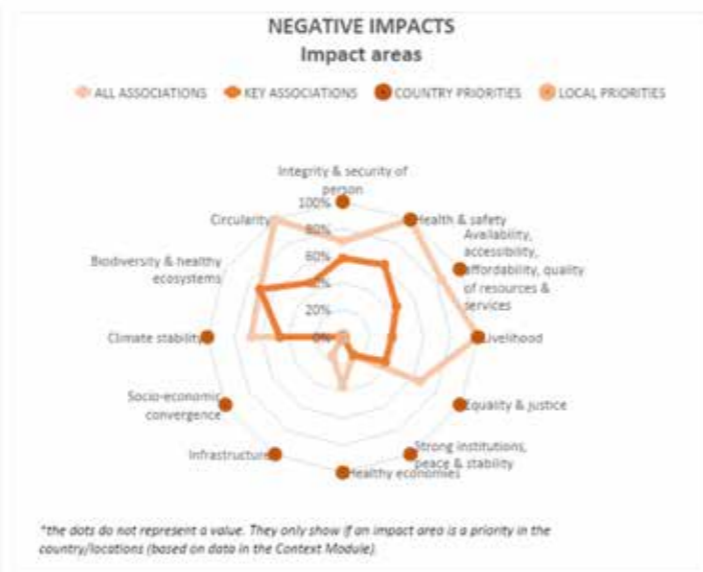 NEGATIVE IMPACTS
Impact areas
ALL ASSOCIATIONS
KEY ASSOCIATIONS
COUNTRY PRIORITIES
LOCAL PRIORITIES
Integrity & security of
person
100%
80%
60%
40%
20%
0%
Health & safety
Availability,
accessibility,
affordability, quality
of resources &
services
Livelihood
Equality & justice
Strong institutions,
peace & stability
Healthy economies
Infrastructure
Socio-economic
convergence
Climate stability
Biodiversity & healthy
ecosystems
Circularity
*the dots do not represent a value. They only show if an impact area is a priority in the
country/locations (based on data in the Context Module).